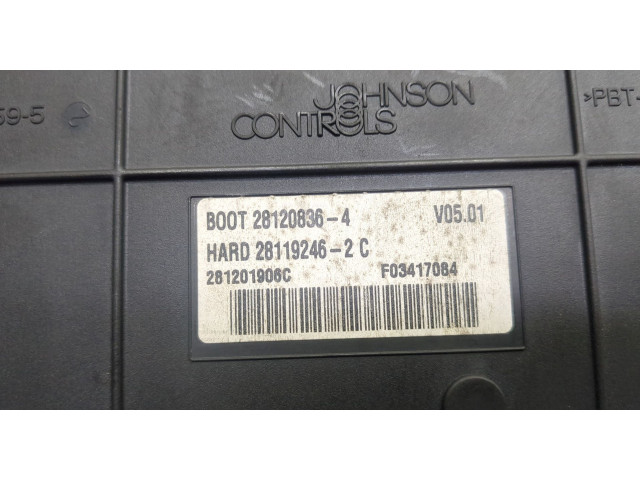 59-5
JOHNSON
CONTROLS
>PBT-
BOOT 28120836-4 V05.01
HARD 28119246-2 C
281201906C F03417084